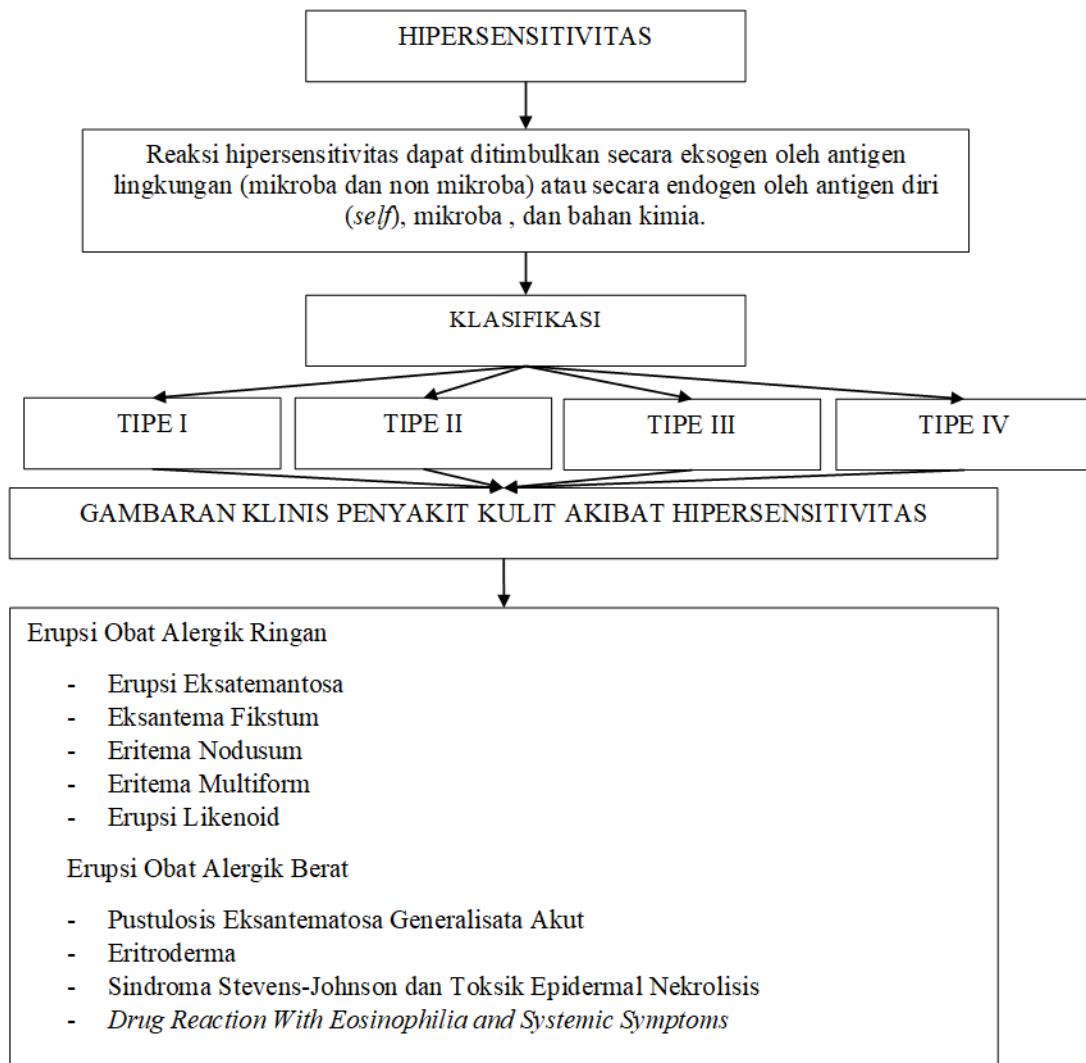 HIPERSENSITIVITAS
Reaksi hipersensitivitas dapat ditimbulkan secara eksogen oleh antigen
lingkungan (mikroba dan non mikroba) atau secara endogen oleh antigen diri
(self), mikroba , dan bahan kimia.
KLASIFIKASI
TIPE I
TIPE II
TIPE III
TIPE IV
GAMBARAN KLINIS PENYAKIT KULIT AKIBAT HIPERSENSITIVITAS
Erupsi Obat Alergik Ringan
- Erupsi Eksatemantosa
- Eksantema Fikstum
- Eritema Nodusum
- Eritema Multiform
- Erupsi Likenoid
Erupsi Obat Alergik Berat
- Pustulosis Eksantematosa Generalisata Akut
- Eritroderma
- Sindroma Stevens-Johnson dan Toksik Epidermal Nekrolisis
- Drug Reaction With Eosinophilia and Systemic Symptoms